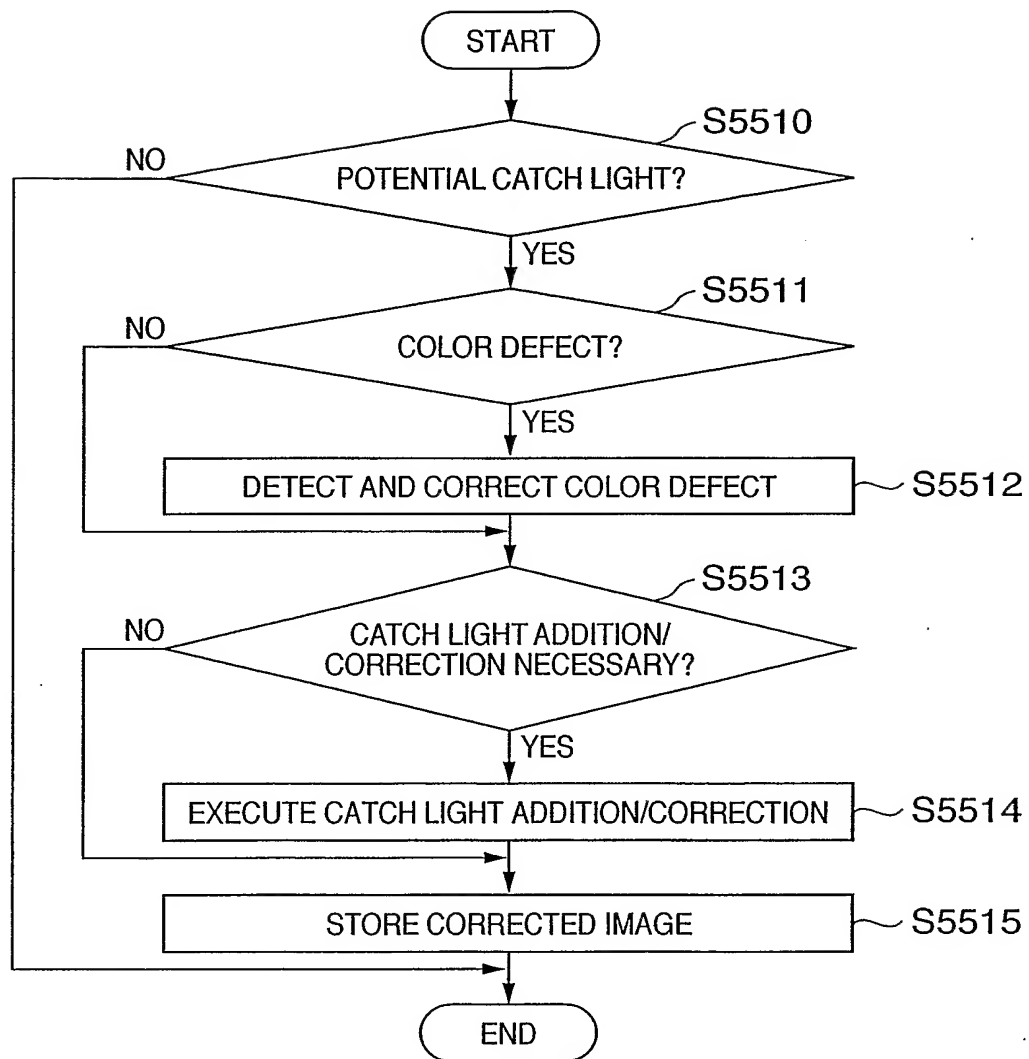 START
S5510
NO
POTENTIAL CATCH LIGHT?
YES
S5511
NO
COLOR DEFECT?
YES
DETECT AND CORRECT COLOR DEFECT
S5512
S5513
NO
CATCH LIGHT ADDITION/
CORRECTION NECESSARY?
YES
EXECUTE CATCH LIGHT ADDITION/CORRECTION
S5514
STORE CORRECTED IMAGE
S5515
END